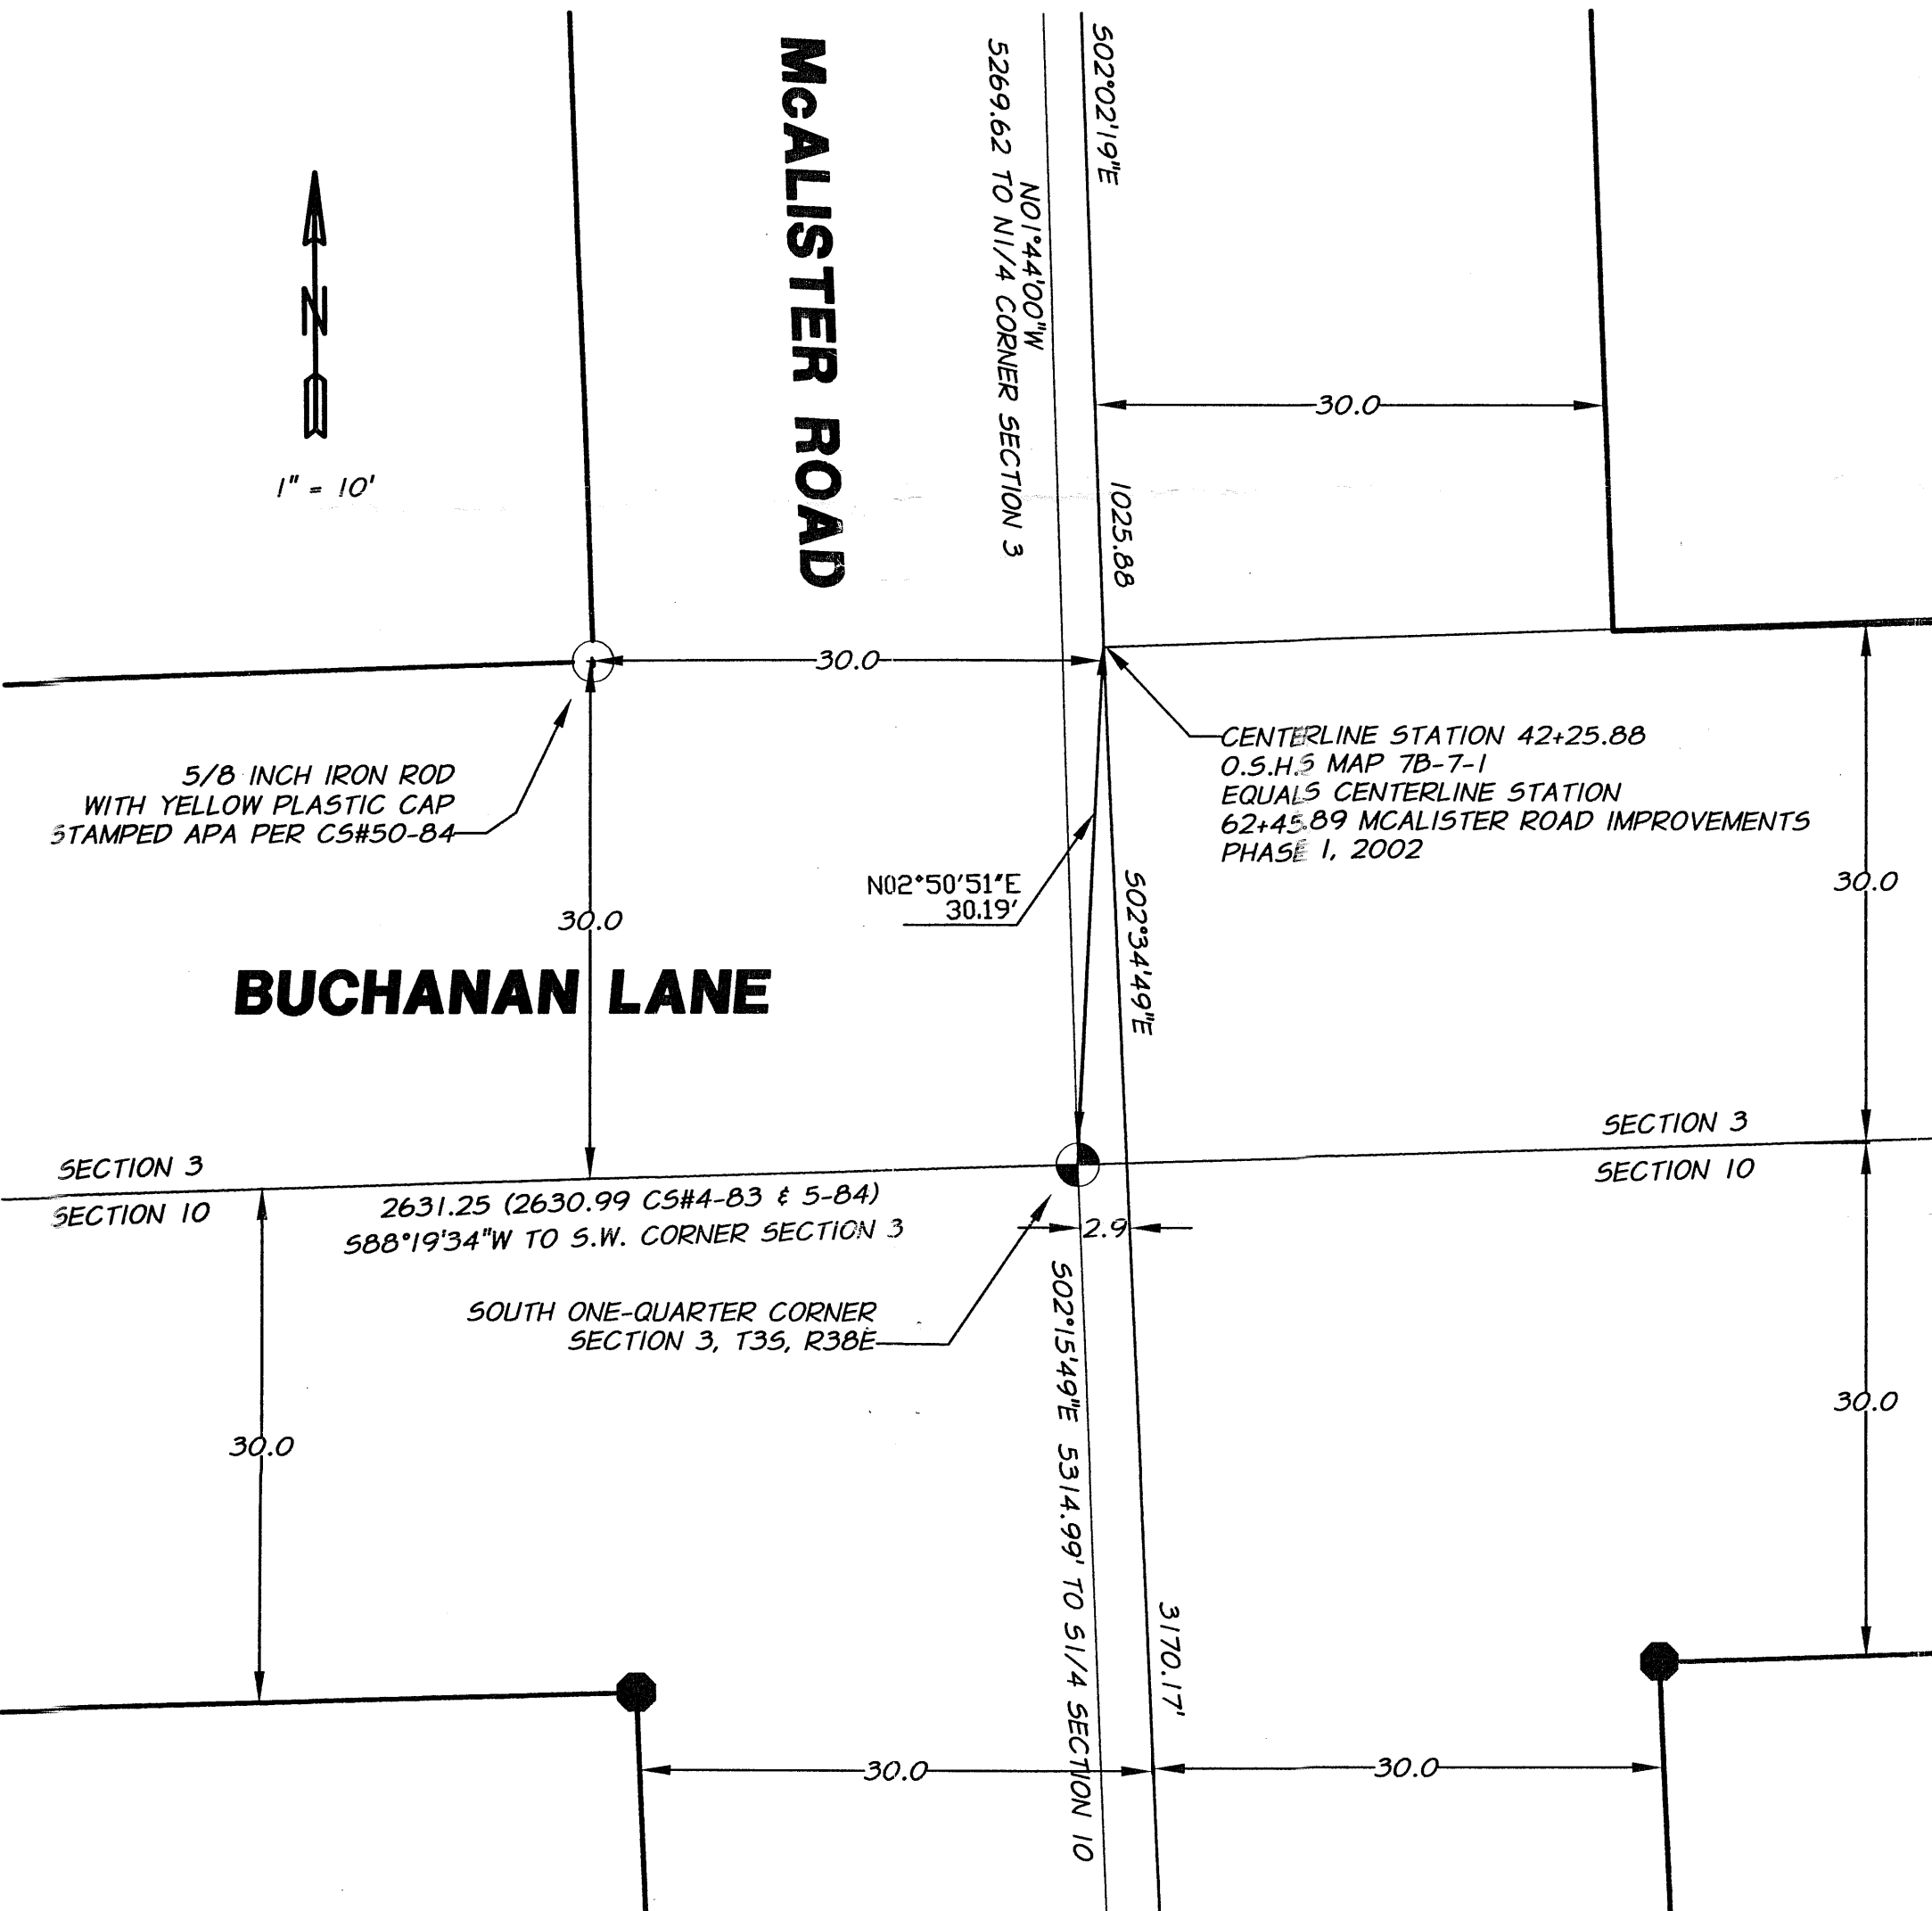 McALISTER ROAD
5269.62 TO N1/4 CORNER SECTION 3
N01°44'00"W
S02°02'19"E
1025.88
N
1" = 10'
30.0
30.0
5/8 INCH IRON ROD
WITH YELLOW PLASTIC CAP
STAMPED APA PER CS#50-84
CENTERLINE STATION 42+25.88
O.S.H.S MAP 7B-7-1
EQUALS CENTERLINE STATION
62+45.89 MCALISTER ROAD IMPROVEMENTS
PHASE 1, 2002
N02°50'51"E
30.19'
S02°34'49"E
30.0
30.0
BUCHANAN LANE
SECTION 3
SECTION 10
SECTION 3
SECTION 10
2631.25 (2630.99 CS#4-83 & 5-84)
S88°19'34"W TO S.W. CORNER SECTION 3
2.9
SOUTH ONE-QUARTER CORNER
SECTION 3, T3S, R38E
S02°15'49"E 5314.99' TO S1/4 SECTION 10
3170.17'
30.0
30.0
30.0
30.0